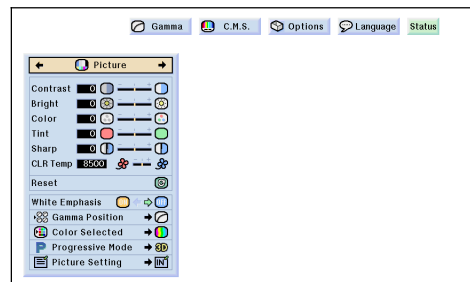 Gamma C.M.S. Options Language Status
Picture
Contrast 0
Bright 0
Color 0
Tint 0
Sharp 0
CLR Temp 8500
Reset
White Emphasis
Gamma Position
Color Selected
P Progressive Mode 3D
Picture Setting IN